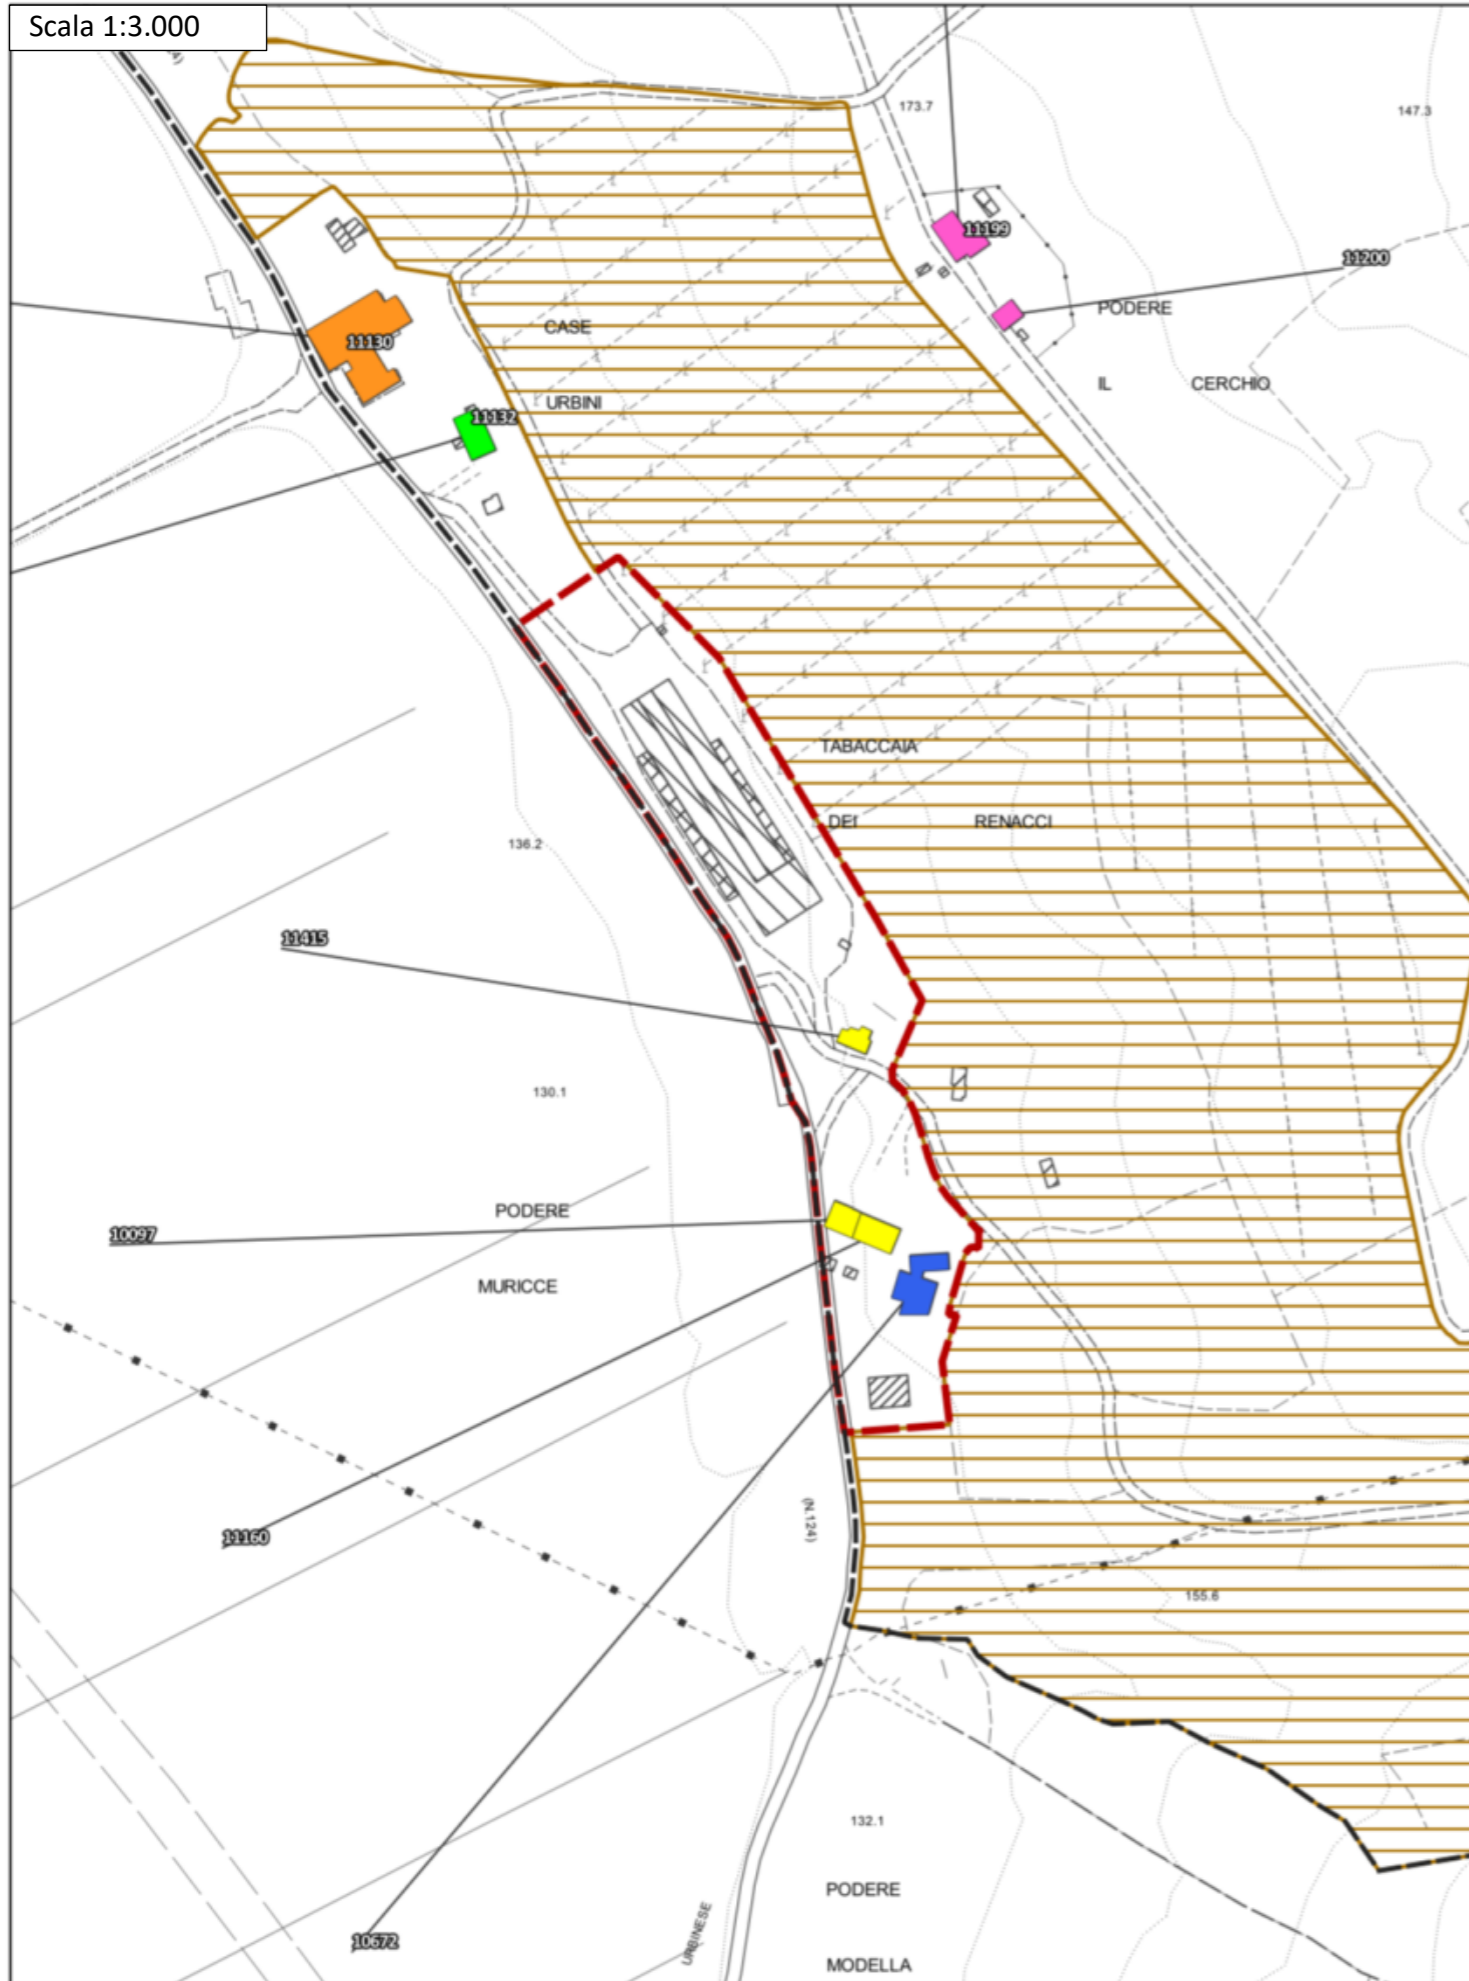 Scala 1:3.000
4)
173.7
147.3
11199
11200
PODERE
CASE
11130
IL CERCHIO
URBINI
11132
TABACCAIA
DEI RENACCI
136.2
11415
130.1
PODERE
10097
MURICCE
(N.124)
11160
155.6
132.1
PODERE
URBINESE
10672
MODELLA